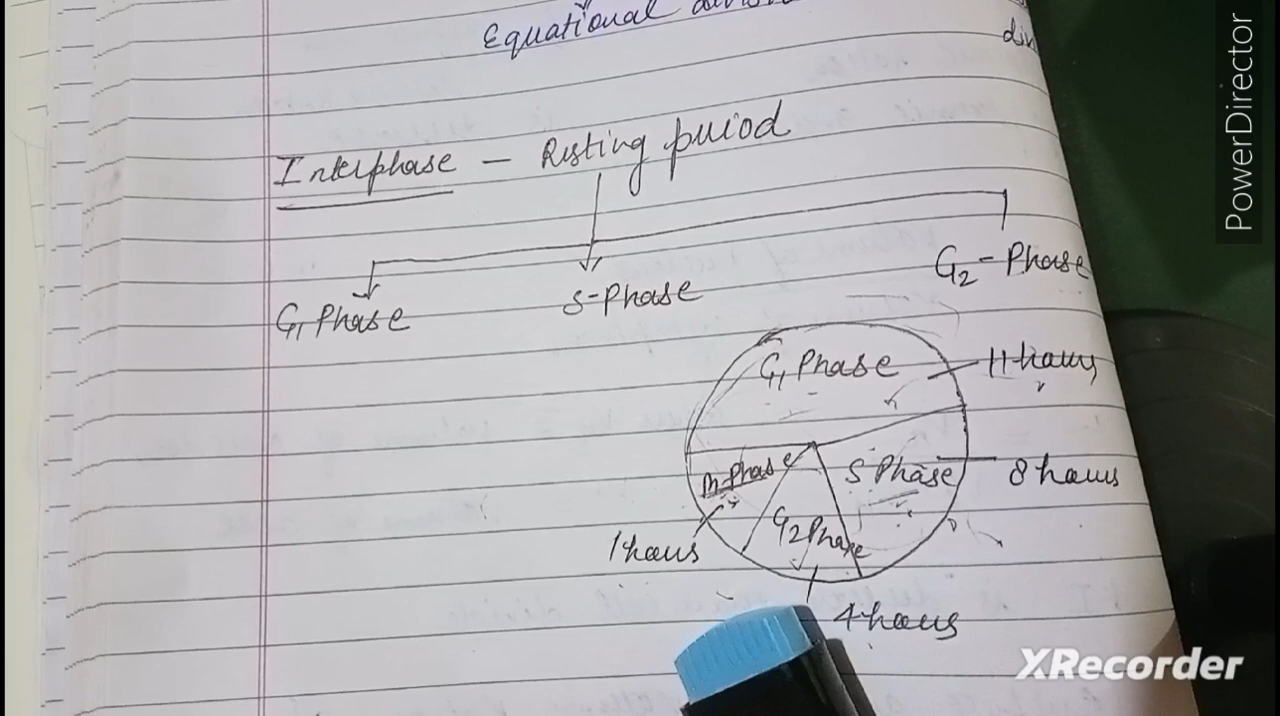 Equational
div
PowerDirector
Interphase - Resting period
G1 Phase
S-Phase
G2-Phase
G1 Phase
11 hours
M-Phase
S Phase
8 hours
G2 Phase
1 hours
4 hours
XRecorder